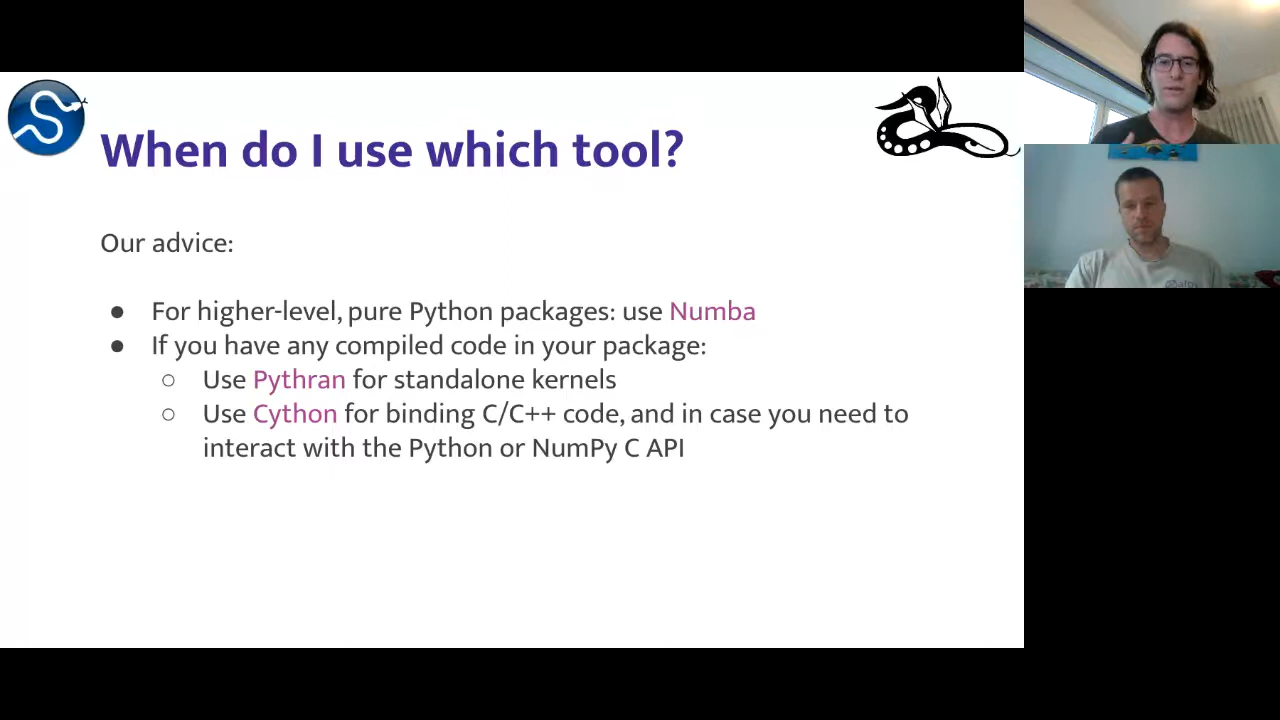 When do I use which tool?
Our advice:
● For higher-level, pure Python packages: use Numba
● If you have any compiled code in your package:
○ Use Pythran for standalone kernels
○ Use Cython for binding C/C++ code, and in case you need to
interact with the Python or NumPy C API